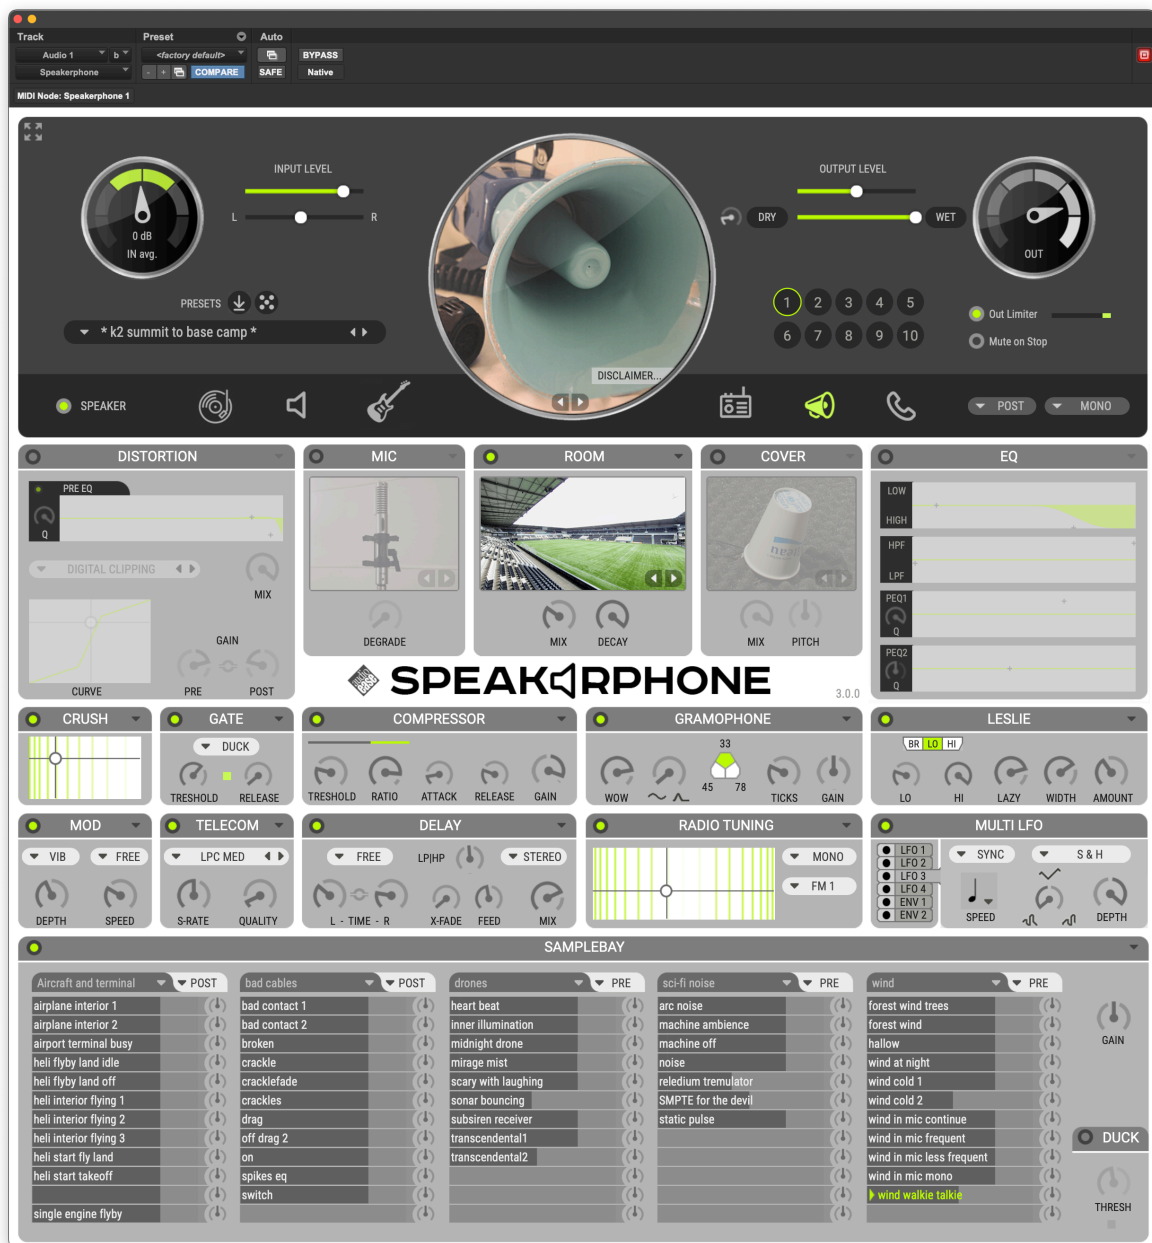 Track
Preset
Auto
Audio 1
b
<factory default>
BYPASS
Speakerphone
- + COMPARE
SAFE
Native
MIDI Node: Speakerphone 1
INPUT LEVEL
L R
0 dB
IN avg.
OUTPUT LEVEL
DRY
WET
OUT
PRESETS
* k2 summit to base camp *
1 2 3 4 5
6 7 8 9 10
Out Limiter
Mute on Stop
DISCLAIMER...
SPEAKER
POST
MONO
DISTORTION
PRE EQ
Q
DIGITAL CLIPPING
MIX
GAIN
CURVE
PRE
POST
MIC
DEGRADE
ROOM
MIX
DECAY
COVER
MIX
PITCH
EQ
LOW
HIGH
HPF
LPF
PEQ1
Q
PEQ2
Q
SPEAKERPHONE
3.0.0
CRUSH
GATE
DUCK
TRESHOLD
RELEASE
COMPRESSOR
TRESHOLD
RATIO
ATTACK
RELEASE
GAIN
GRAMOPHONE
33
45
78
WOW
TICKS
GAIN
LESLIE
BR LO HI
LO
HI
LAZY
WIDTH
AMOUNT
MOD
VIB
FREE
DEPTH
SPEED
TELECOM
LPC MED
S-RATE
QUALITY
DELAY
FREE
LP|HP
STEREO
L - TIME - R
X-FADE
FEED
MIX
RADIO TUNING
MONO
FM 1
MULTI LFO
LFO 1
LFO 2
LFO 3
LFO 4
ENV 1
ENV 2
SYNC
S & H
SPEED
DEPTH
SAMPLEBAY
Aircraft and terminal
POST
airplane interior 1
airplane interior 2
airport terminal busy
heli flyby land idle
heli flyby land off
heli interior flying 1
heli interior flying 2
heli interior flying 3
heli start fly land
heli start takeoff
single engine flyby
bad cables
POST
bad contact 1
bad contact 2
broken
crackle
cracklefade
crackles
drag
off drag 2
on
spikes eq
switch
drones
PRE
heart beat
inner illumination
midnight drone
mirage mist
scary with laughing
sonar bouncing
subsiren receiver
transcendental1
transcendental2
sci-fi noise
PRE
arc noise
machine ambience
machine off
noise
reledium tremulator
SMPTE for the devil
static pulse
wind
PRE
forest wind trees
forest wind
hallow
wind at night
wind cold 1
wind cold 2
wind in mic continue
wind in mic frequent
wind in mic less frequent
wind in mic mono
wind walkie talkie
GAIN
DUCK
THRESH